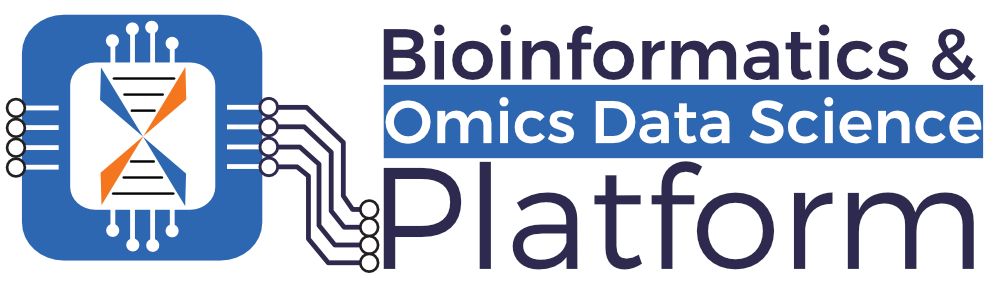 Bioinformatics &
Omics Data Science
Platform